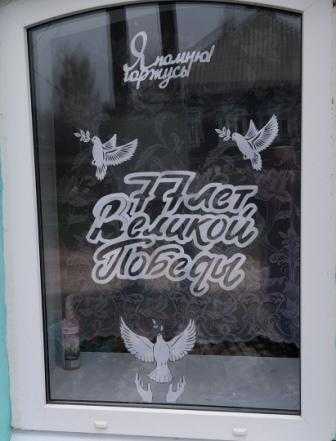 Я помню!
Горжусь!
77 лет
Великой
Победы